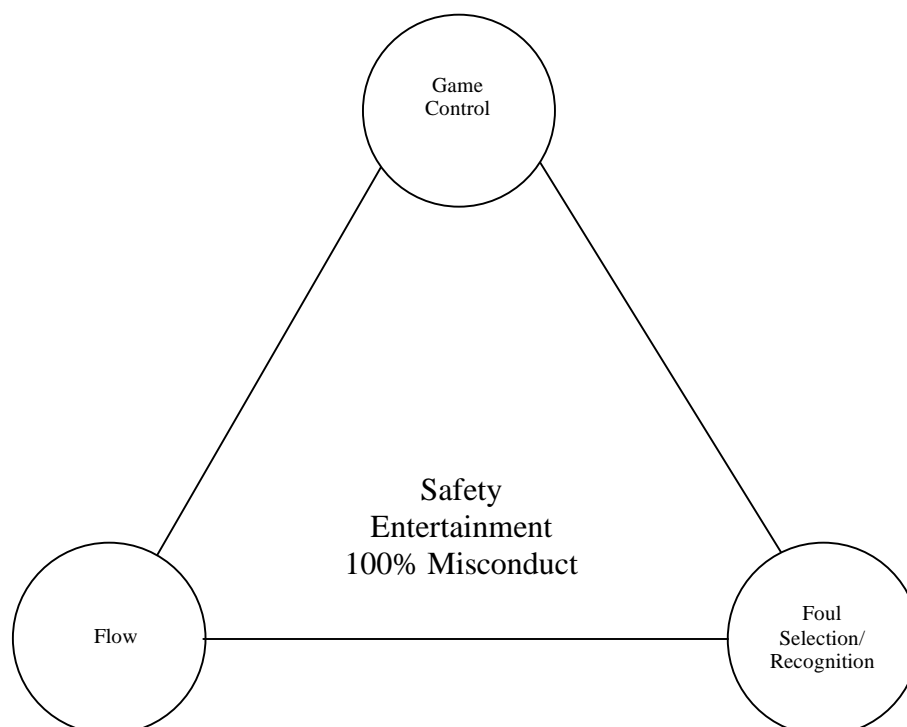 Game
Control
Safety
Entertainment
100% Misconduct
Flow
Foul
Selection/
Recognition